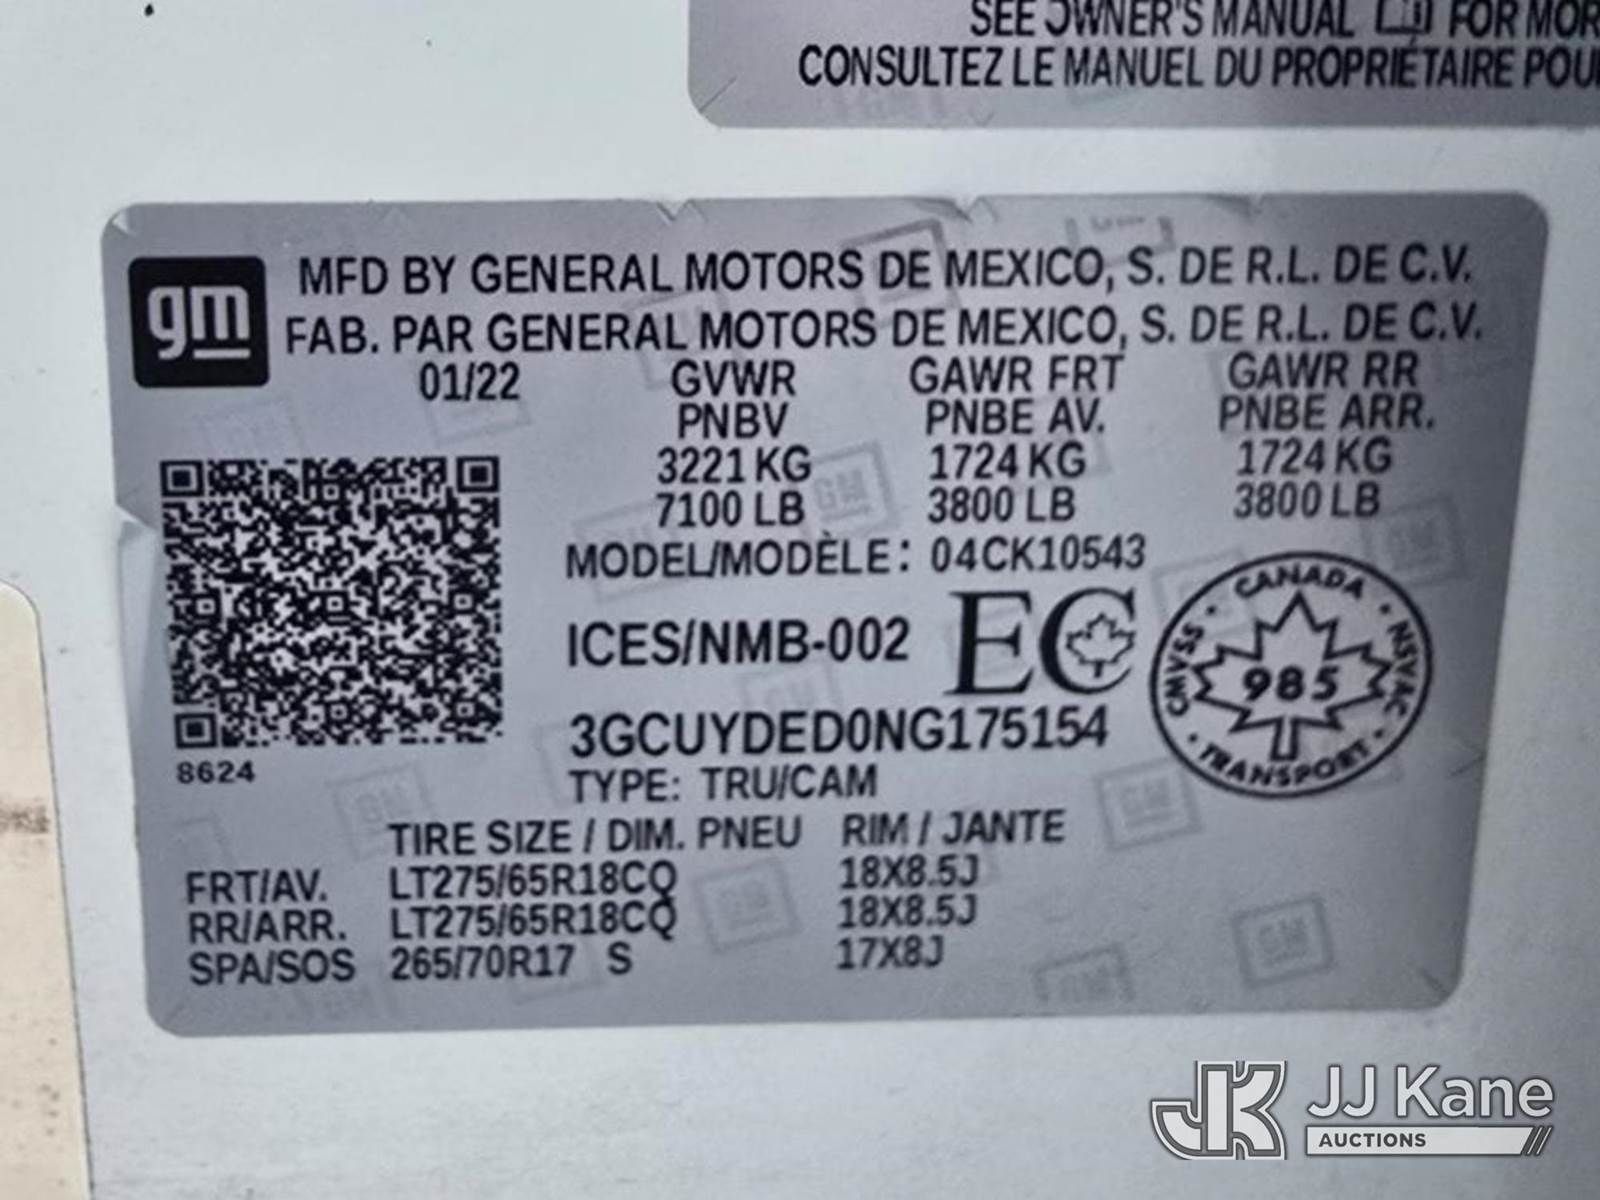 SEE OWNER'S MANUAL FOR MOR
CONSULTEZ LE MANUEL DU PROPRIÉTAIRE POU
gm
MFD BY GENERAL MOTORS DE MEXICO, S. DE R.L. DE C.V.
FAB. PAR GENERAL MOTORS DE MEXICO, S. DE R.L. DE C.V.
01/22 GVWR GAWR FRT GAWR RR
PNBV PNBE AV. PNBE ARR.
3221 KG 1724 KG 1724 KG
7100 LB 3800 LB 3800 LB
MODEL/MODÈLE: 04CK10543
ICES/NMB-002 EC
CANADA
CMVSS 985 NSVAC
TRANSPORT
3GCUYDED0NG175154
8624
TYPE: TRU/CAM
TIRE SIZE / DIM. PNEU RIM / JANTE
FRT/AV. LT275/65R18CQ 18X8.5J
RR/ARR. LT275/65R18CQ 18X8.5J
SPA/SOS 265/70R17 S 17X8J
JK JJ Kane
AUCTIONS